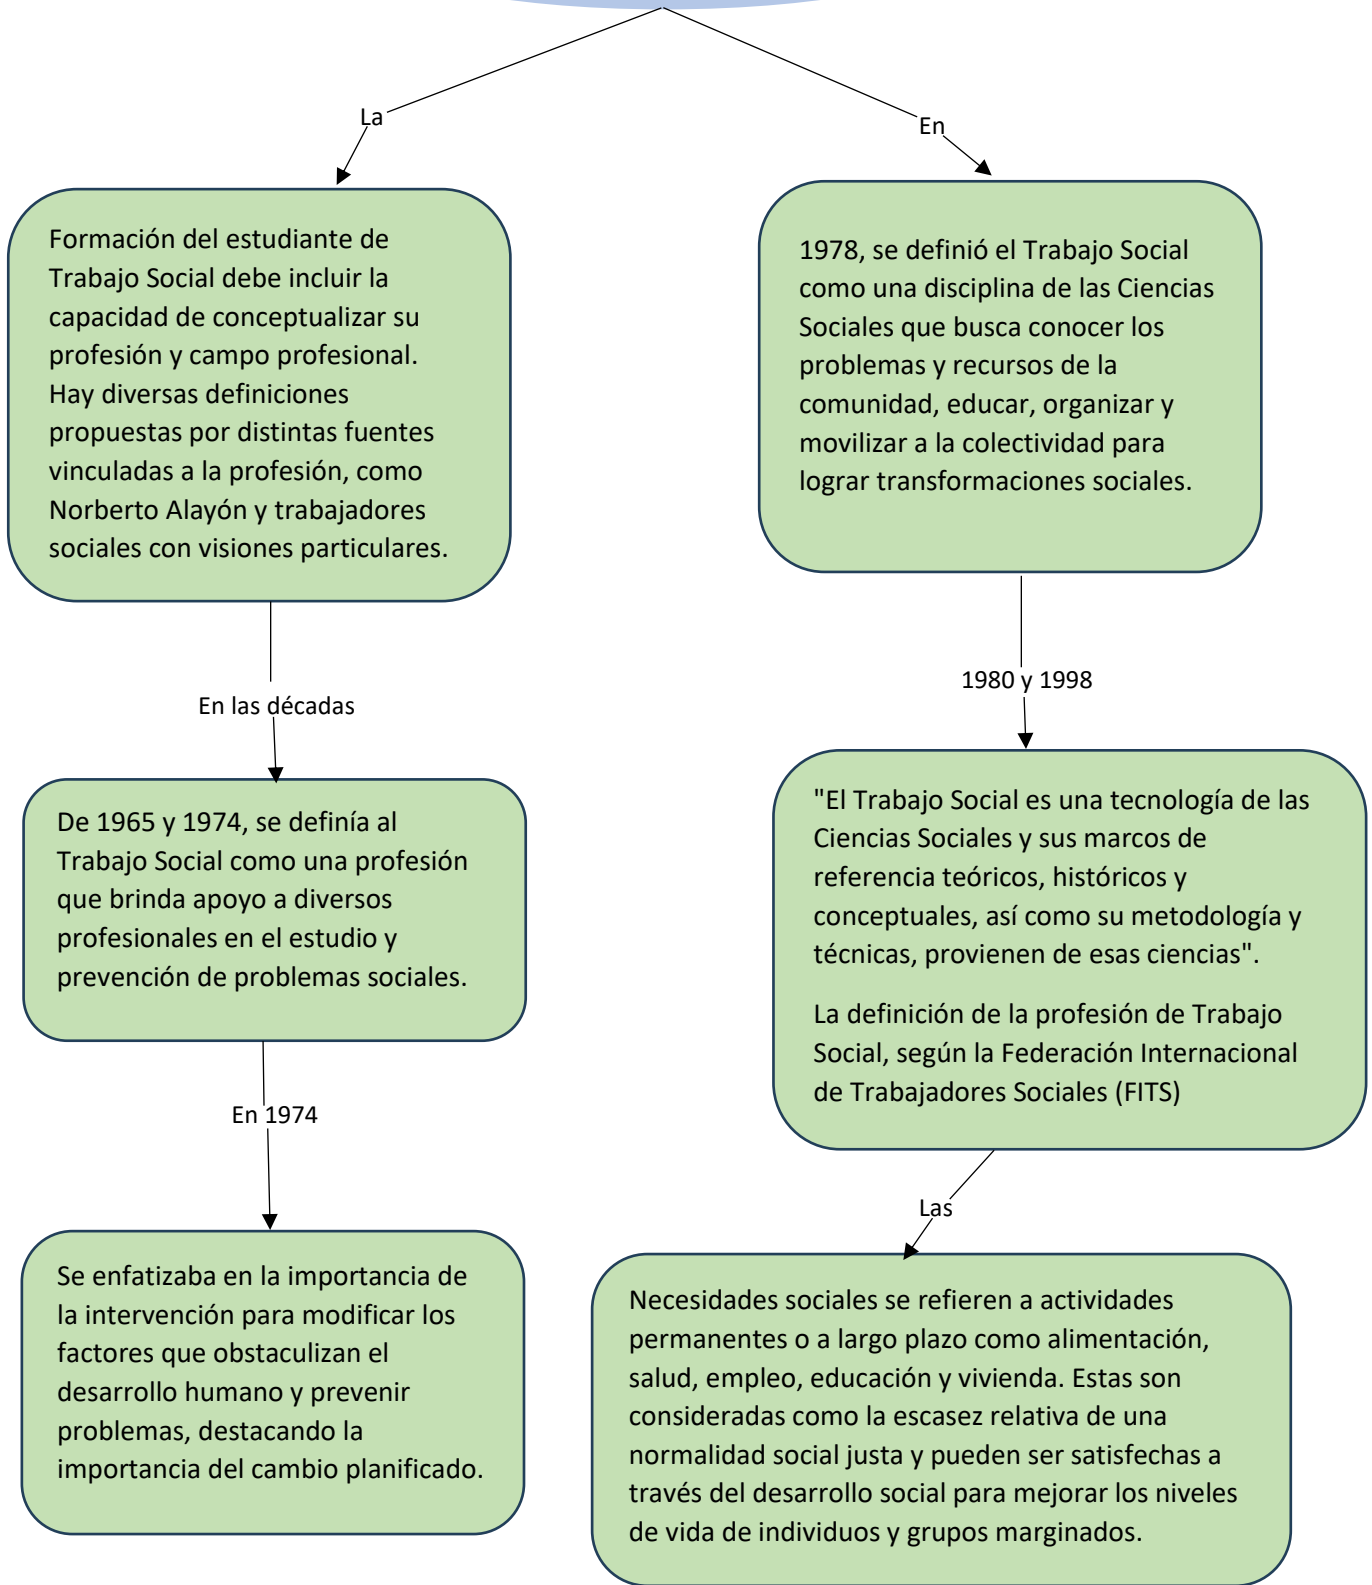 La
Formación del estudiante de
Trabajo Social debe incluir la
capacidad de conceptualizar su
profesión y campo profesional.
Hay diversas definiciones
propuestas por distintas fuentes
vinculadas a la profesión, como
Norberto Alayón y trabajadores
sociales con visiones particulares.
En las décadas
De 1965 y 1974, se definía al
Trabajo Social como una profesión
que brinda apoyo a diversos
profesionales en el estudio y
prevención de problemas sociales.
En 1974
Se enfatizaba en la importancia de
la intervención para modificar los
factores que obstaculizan el
desarrollo humano y prevenir
problemas, destacando la
importancia del cambio planificado.
En
1978, se definió el Trabajo Social
como una disciplina de las Ciencias
Sociales que busca conocer los
problemas y recursos de la
comunidad, educar, organizar y
movilizar a la colectividad para
lograr transformaciones sociales.
1980 y 1998
"El Trabajo Social es una tecnología de las
Ciencias Sociales y sus marcos de
referencia teóricos, históricos y
conceptuales, así como su metodología y
técnicas, provienen de esas ciencias".
La definición de la profesión de Trabajo
Social, según la Federación Internacional
de Trabajadores Sociales (FITS)
Las
Necesidades sociales se refieren a actividades
permanentes o a largo plazo como alimentación,
salud, empleo, educación y vivienda. Estas son
consideradas como la escasez relativa de una
normalidad social justa y pueden ser satisfechas a
través del desarrollo social para mejorar los niveles
de vida de individuos y grupos marginados.